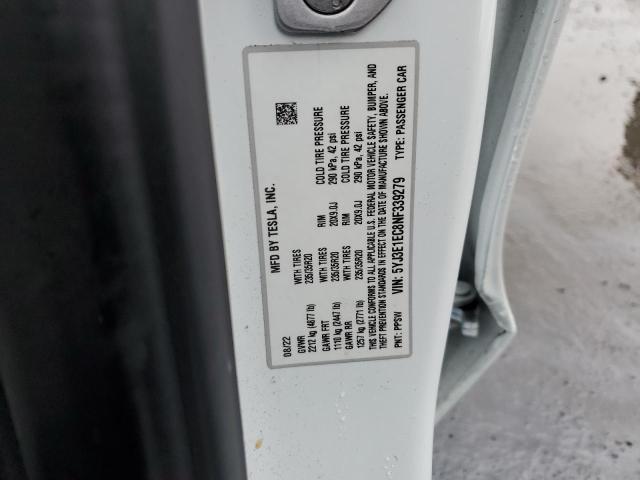 MFD BY TESLA, INC.
08/22
GVWR WITH TIRES RIM COLD TIRE PRESSURE
2212 kg (4877 lb) 235/35R20 20X9.0J 290 kPa, 42 psi
GAWR FRT WITH TIRES RIM COLD TIRE PRESSURE
1110 kg (2447 lb) 235/35R20 20X9.0J 290 kPa, 42 psi
GAWR RR WITH TIRES RIM COLD TIRE PRESSURE
1257 kg (2771 lb) 235/35R20 20X9.0J 290 kPa, 42 psi
THIS VEHICLE CONFORMS TO ALL APPLICABLE U.S. FEDERAL MOTOR VEHICLE SAFETY, BUMPER, AND
THEFT PREVENTION STANDARDS IN EFFECT ON THE DATE OF MANUFACTURE SHOWN ABOVE.
PNT: PPSW VIN: 5YJ3E1EC8NF339279 TYPE: PASSENGER CAR